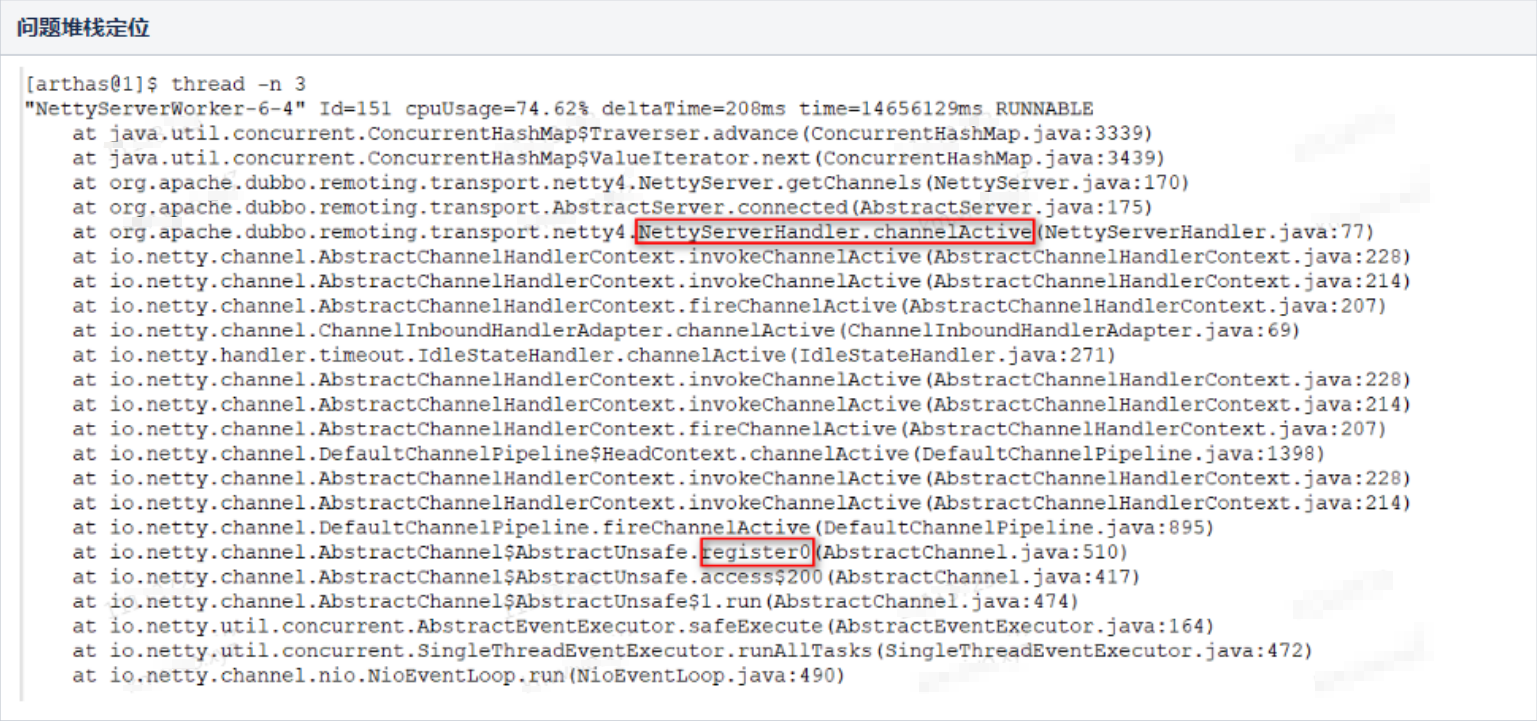 问题堆栈定位
[arthas@1]$ thread -n 3
"NettyServerWorker-6-4" Id=151 cpuUsage=74.62% deltaTime=208ms time=14656129ms RUNNABLE
at java.util.concurrent.ConcurrentHashMap$Traverser.advance(ConcurrentHashMap.java:3339)
at java.util.concurrent.ConcurrentHashMap$ValueIterator.next(ConcurrentHashMap.java:3439)
at org.apache.dubbo.remoting.transport.netty4.NettyServer.getChannels(NettyServer.java:170)
at org.apache.dubbo.remoting.transport.AbstractServer.connected(AbstractServer.java:175)
at org.apache.dubbo.remoting.transport.netty4.NettyServerHandler.channelActive(NettyServerHandler.java:77)
at io.netty.channel.AbstractChannelHandlerContext.invokeChannelActive(AbstractChannelHandlerContext.java:228)
at io.netty.channel.AbstractChannelHandlerContext.invokeChannelActive(AbstractChannelHandlerContext.java:214)
at io.netty.channel.AbstractChannelHandlerContext.fireChannelActive(AbstractChannelHandlerContext.java:207)
at io.netty.channel.ChannelInboundHandlerAdapter.channelActive(ChannelInboundHandlerAdapter.java:69)
at io.netty.handler.timeout.IdleStateHandler.channelActive(IdleStateHandler.java:271)
at io.netty.channel.AbstractChannelHandlerContext.invokeChannelActive(AbstractChannelHandlerContext.java:228)
at io.netty.channel.AbstractChannelHandlerContext.invokeChannelActive(AbstractChannelHandlerContext.java:214)
at io.netty.channel.AbstractChannelHandlerContext.fireChannelActive(AbstractChannelHandlerContext.java:207)
at io.netty.channel.DefaultChannelPipeline$HeadContext.channelActive(DefaultChannelPipeline.java:1398)
at io.netty.channel.AbstractChannelHandlerContext.invokeChannelActive(AbstractChannelHandlerContext.java:228)
at io.netty.channel.AbstractChannelHandlerContext.invokeChannelActive(AbstractChannelHandlerContext.java:214)
at io.netty.channel.DefaultChannelPipeline.fireChannelActive(DefaultChannelPipeline.java:895)
at io.netty.channel.AbstractChannel$AbstractUnsafe.register0(AbstractChannel.java:510)
at io.netty.channel.AbstractChannel$AbstractUnsafe.access$200(AbstractChannel.java:417)
at io.netty.channel.AbstractChannel$AbstractUnsafe$1.run(AbstractChannel.java:474)
at io.netty.util.concurrent.AbstractEventExecutor.safeExecute(AbstractEventExecutor.java:164)
at io.netty.util.concurrent.SingleThreadEventExecutor.runAllTasks(SingleThreadEventExecutor.java:472)
at io.netty.channel.nio.NioEventLoop.run(NioEventLoop.java:490)